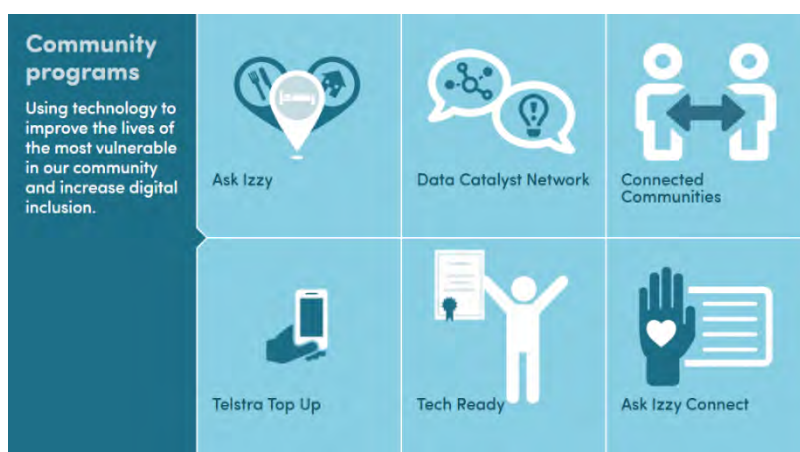 Community
programs
Using technology to
improve the lives of
the most vulnerable
in our community
and increase digital
inclusion.
Ask Izzy
Data Catalyst Network
Connected
Communities
Telstra Top Up
Tech Ready
Ask Izzy Connect